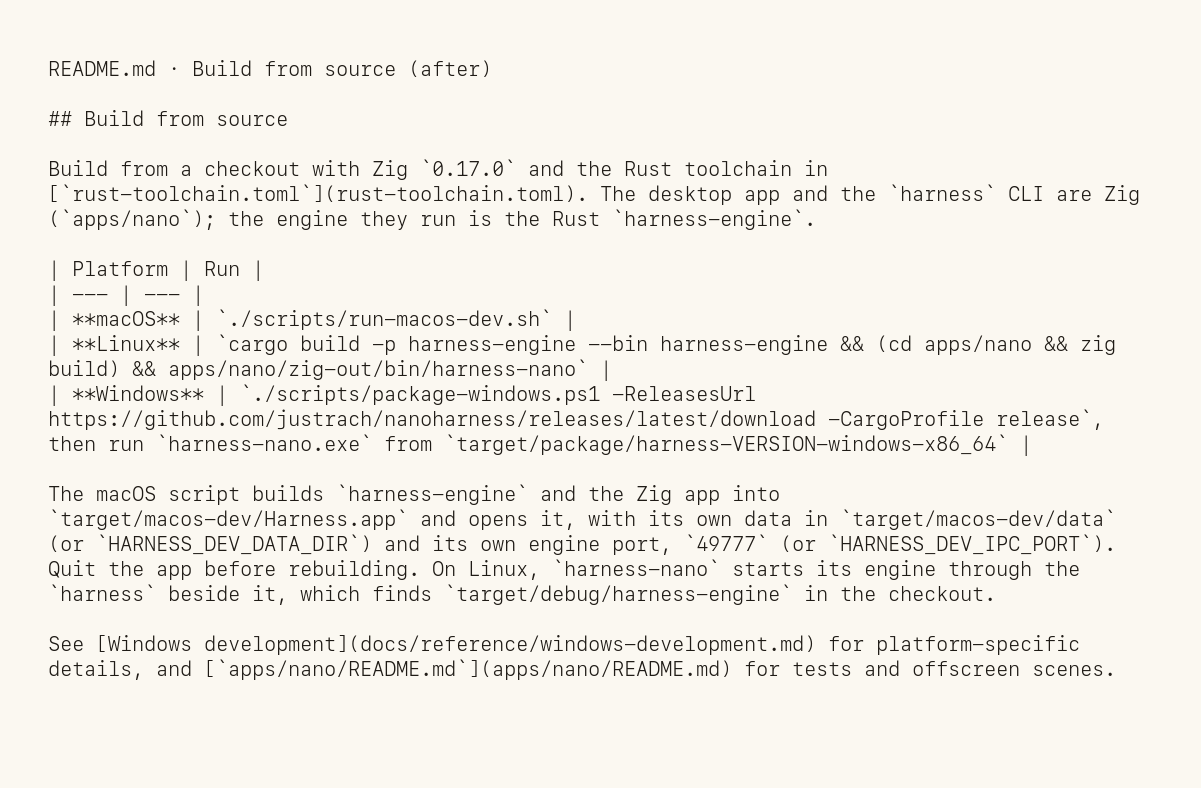 README.md · Build from source (after)
## Build from source
Build from a checkout with Zig `0.17.0` and the Rust toolchain in
[`rust-toolchain.toml`](rust-toolchain.toml). The desktop app and the `harness` CLI are Zig
(`apps/nano`); the engine they run is the Rust `harness-engine`.
| Platform | Run |
| --- | --- |
| **macOS** | `./scripts/run-macos-dev.sh` |
| **Linux** | `cargo build -p harness-engine --bin harness-engine && (cd apps/nano && zig
build) && apps/nano/zig-out/bin/harness-nano` |
| **Windows** | `./scripts/package-windows.ps1 -ReleasesUrl
https://github.com/justrach/nanoharness/releases/latest/download -CargoProfile release`,
then run `harness-nano.exe` from `target/package/harness-VERSION-windows-x86_64` |
The macOS script builds `harness-engine` and the Zig app into
`target/macos-dev/Harness.app` and opens it, with its own data in `target/macos-dev/data`
(or `HARNESS_DEV_DATA_DIR`) and its own engine port, `49777` (or `HARNESS_DEV_IPC_PORT`).
Quit the app before rebuilding. On Linux, `harness-nano` starts its engine through the
`harness` beside it, which finds `target/debug/harness-engine` in the checkout.
See [Windows development](docs/reference/windows-development.md) for platform-specific
details, and [`apps/nano/README.md`](apps/nano/README.md) for tests and offscreen scenes.